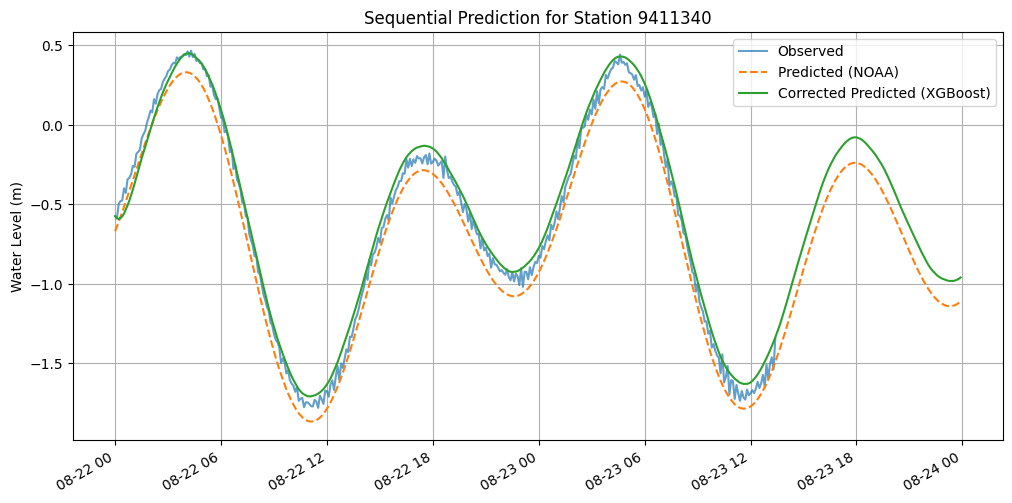 Sequential Prediction for Station 9411340
Observed
Predicted (NOAA)
Corrected Predicted (XGBoost)
Water Level (m)
0.5
0.0
−0.5
−1.0
−1.5
08-22 00
08-22 06
08-22 12
08-22 18
08-23 00
08-23 06
08-23 12
08-23 18
08-24 00